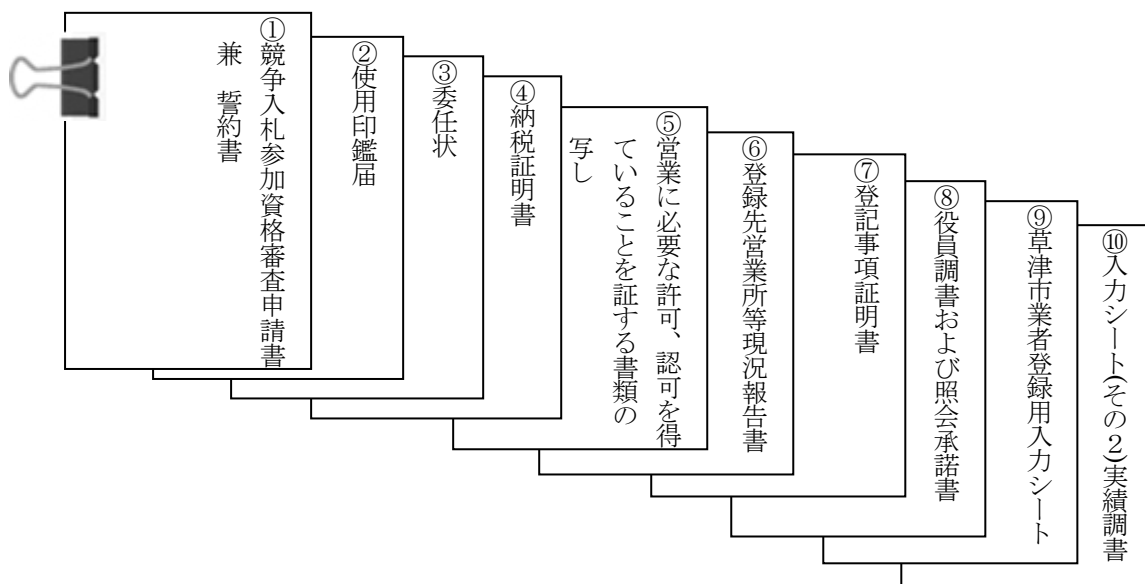 ①競争入札参加資格審査申請書
兼 誓約書
②使用印鑑届
③委任状
④納税証明書
⑤営業に必要な許可、認可を得
ていることを証する書類の
写し
⑥登録先営業所等現況報告書
⑦登記事項証明書
⑧役員調書および照会承諾書
⑨草津市業者登録用入力シート
⑩入力シート(その2)実績調書